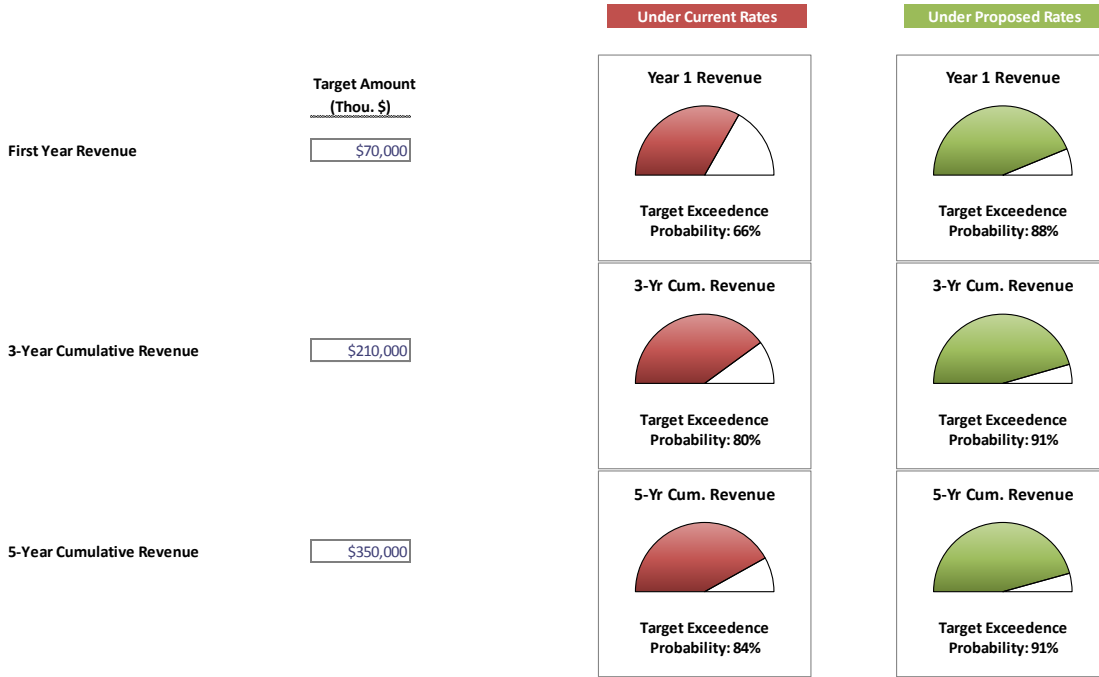 Under Current Rates
Under Proposed Rates
Target Amount
(Thou. $)
First Year Revenue
$70,000
Year 1 Revenue
Target Exceedence
Probability: 66%
Year 1 Revenue
Target Exceedence
Probability: 88%
3-Year Cumulative Revenue
$210,000
3-Yr Cum. Revenue
Target Exceedence
Probability: 80%
3-Yr Cum. Revenue
Target Exceedence
Probability: 91%
5-Year Cumulative Revenue
$350,000
5-Yr Cum. Revenue
Target Exceedence
Probability: 84%
5-Yr Cum. Revenue
Target Exceedence
Probability: 91%